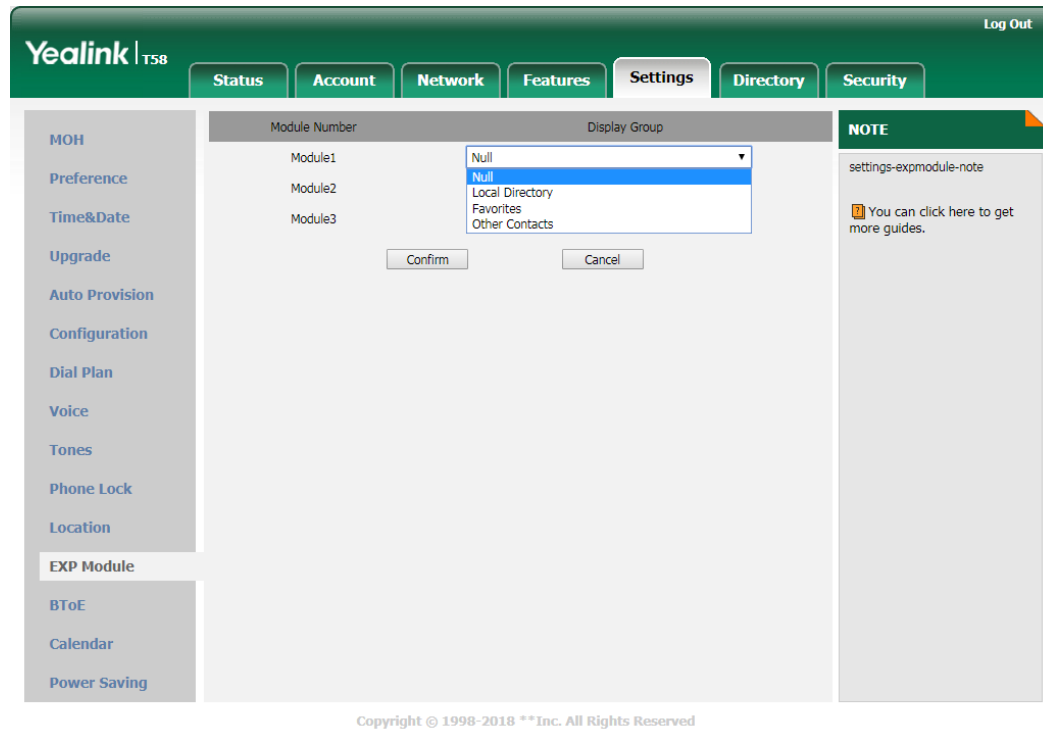 Log Out
Yealink | T58
Status Account Network Features Settings Directory Security
MOH
Preference
Time&Date
Upgrade
Auto Provision
Configuration
Dial Plan
Voice
Tones
Phone Lock
Location
EXP Module
BToE
Calendar
Power Saving
Module Number Display Group
Module1 Null
Null
Local Directory
Favorites
Other Contacts
Module2
Module3
Confirm Cancel
NOTE
settings-expmodule-note
You can click here to get
more guides.
Copyright © 1998-2018 **Inc. All Rights Reserved